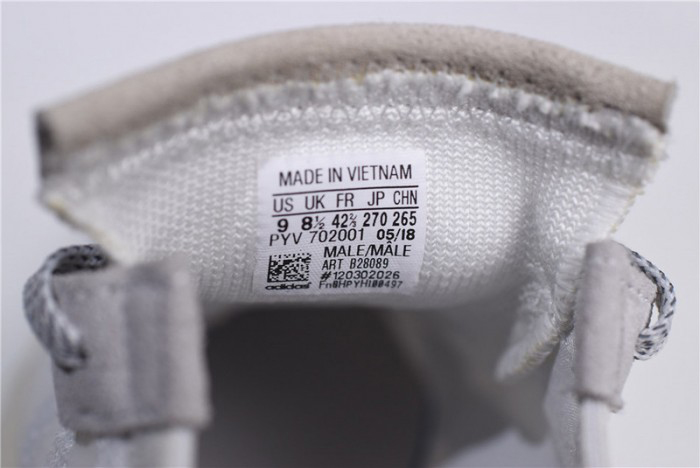 MADE IN VIETNAM
US UK FR JP CHN
9 8½ 42⅔ 270 265
PYV 702001 05/18
MALE/MÂLE
ART B28089
#120302026
adidas FnØHPYHI00497